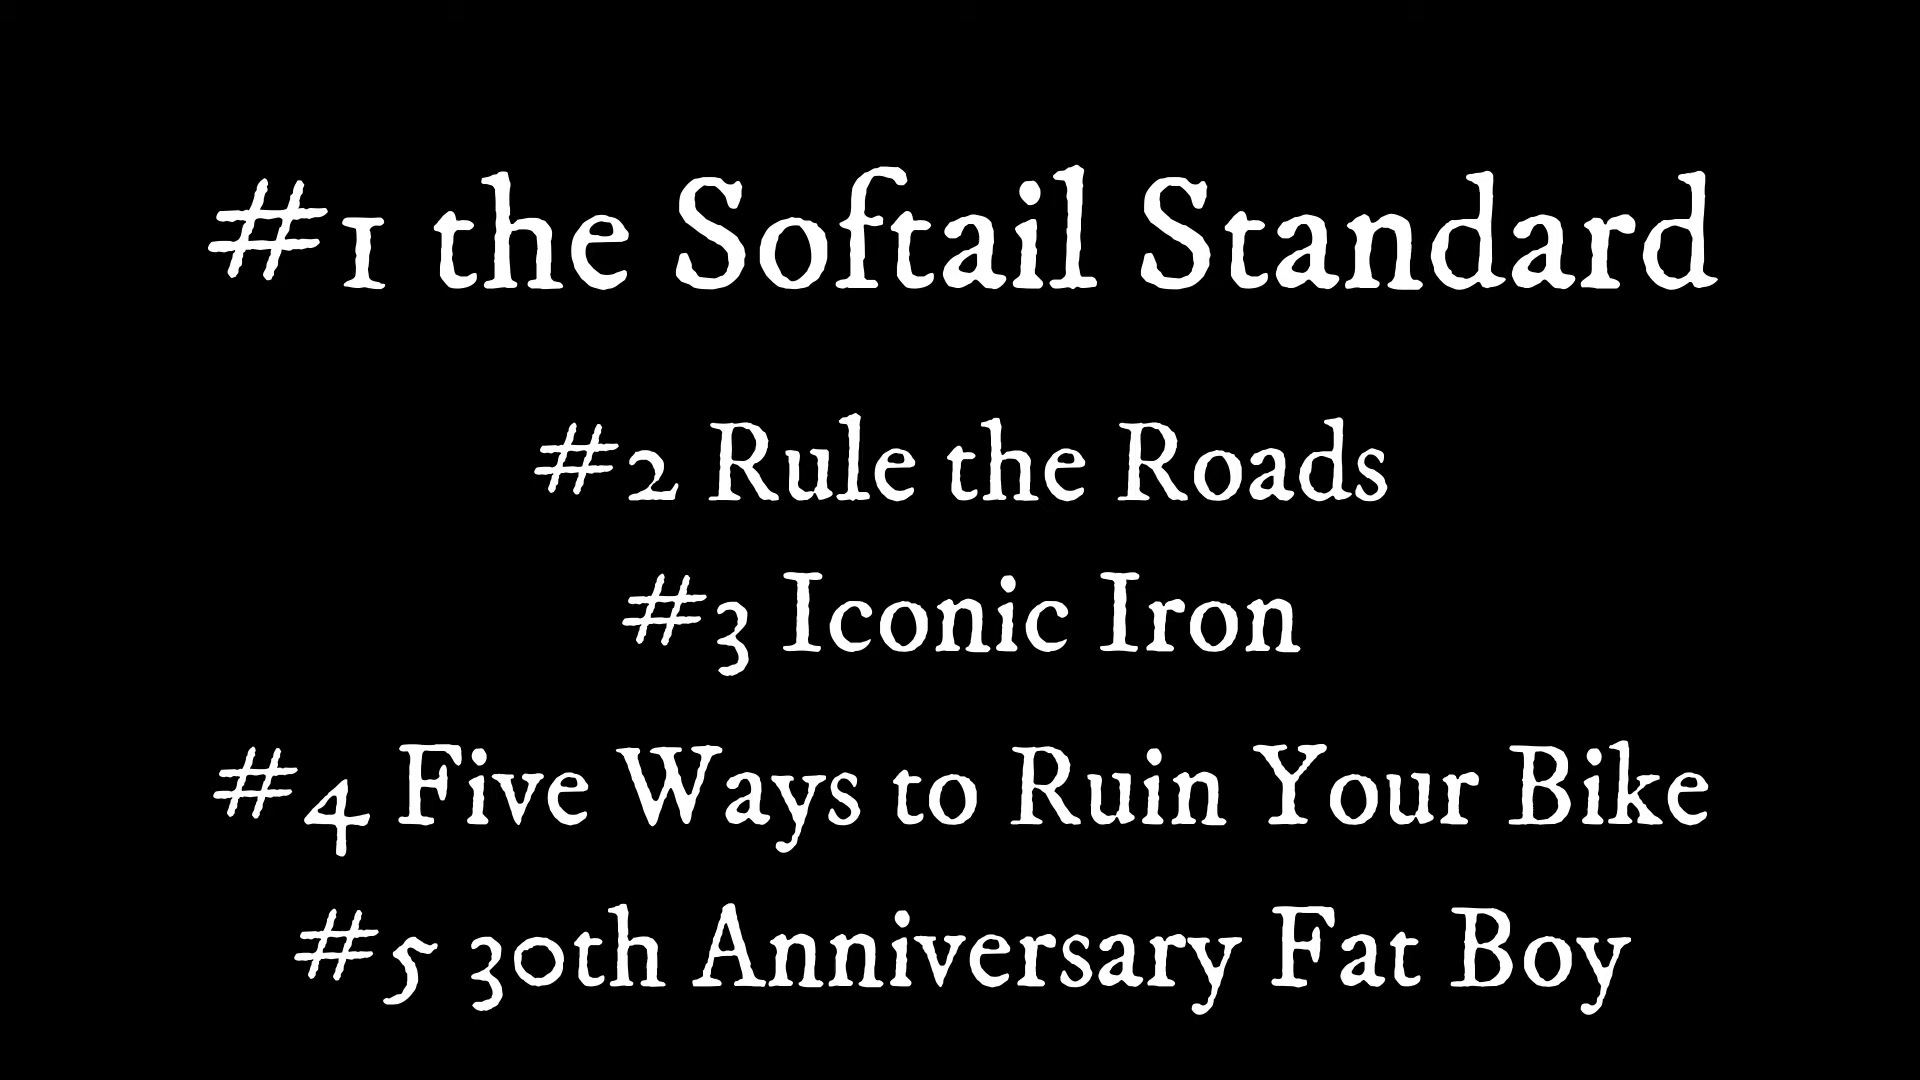 #1 the Softail Standard
#2 Rule the Roads
#3 Iconic Iron
#4 Five Ways to Ruin Your Bike
#5 30th Anniversary Fat Boy